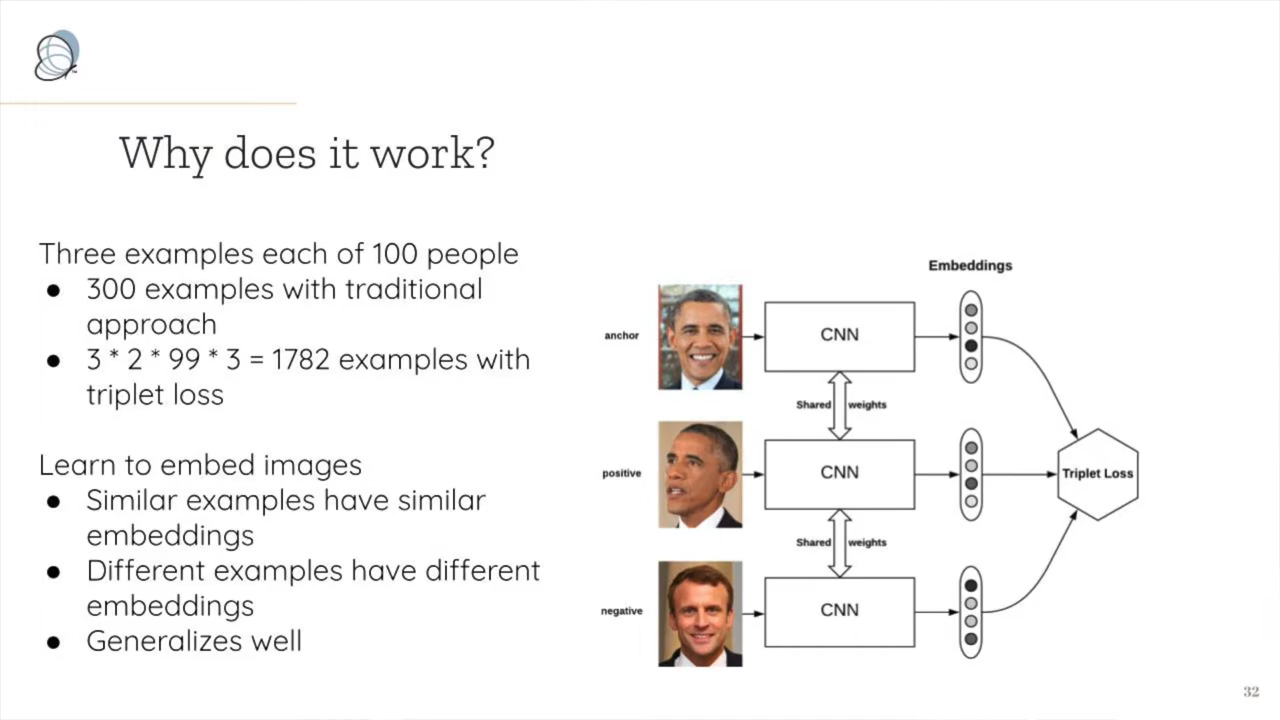 Why does it work?
Three examples each of 100 people
● 300 examples with traditional
approach
● 3 * 2 * 99 * 3 = 1782 examples with
triplet loss
Learn to embed images
● Similar examples have similar
embeddings
● Different examples have different
embeddings
● Generalizes well
Embeddings
anchor
CNN
Shared weights
positive
CNN
Triplet Loss
Shared weights
negative
CNN
32